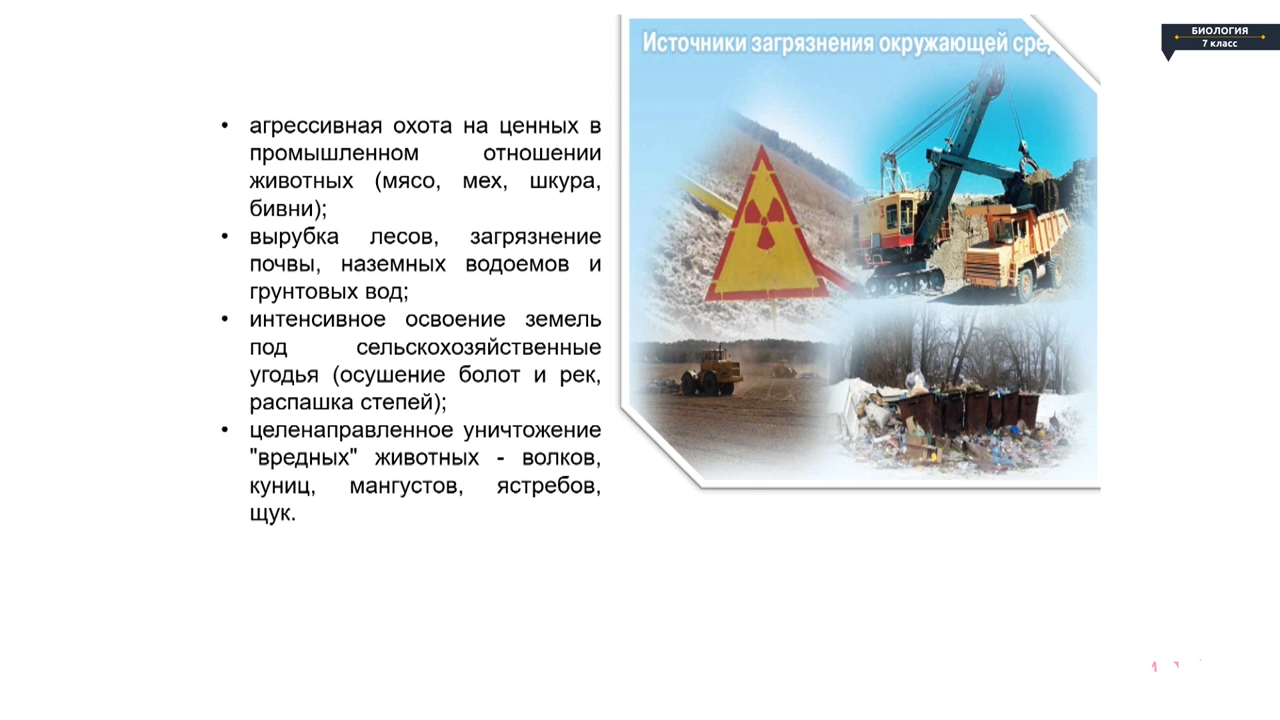 Источники загрязнения окружающей сре
БИОЛОГИЯ
7 класс
• агрессивная охота на ценных в
промышленном отношении
животных (мясо, мех, шкура,
бивни);
• вырубка лесов, загрязнение
почвы, наземных водоемов и
грунтовых вод;
• интенсивное освоение земель
под сельскохозяйственные
угодья (осушение болот и рек,
распашка степей);
• целенаправленное уничтожение
"вредных" животных - волков,
куниц, мангустов, ястребов,
щук.